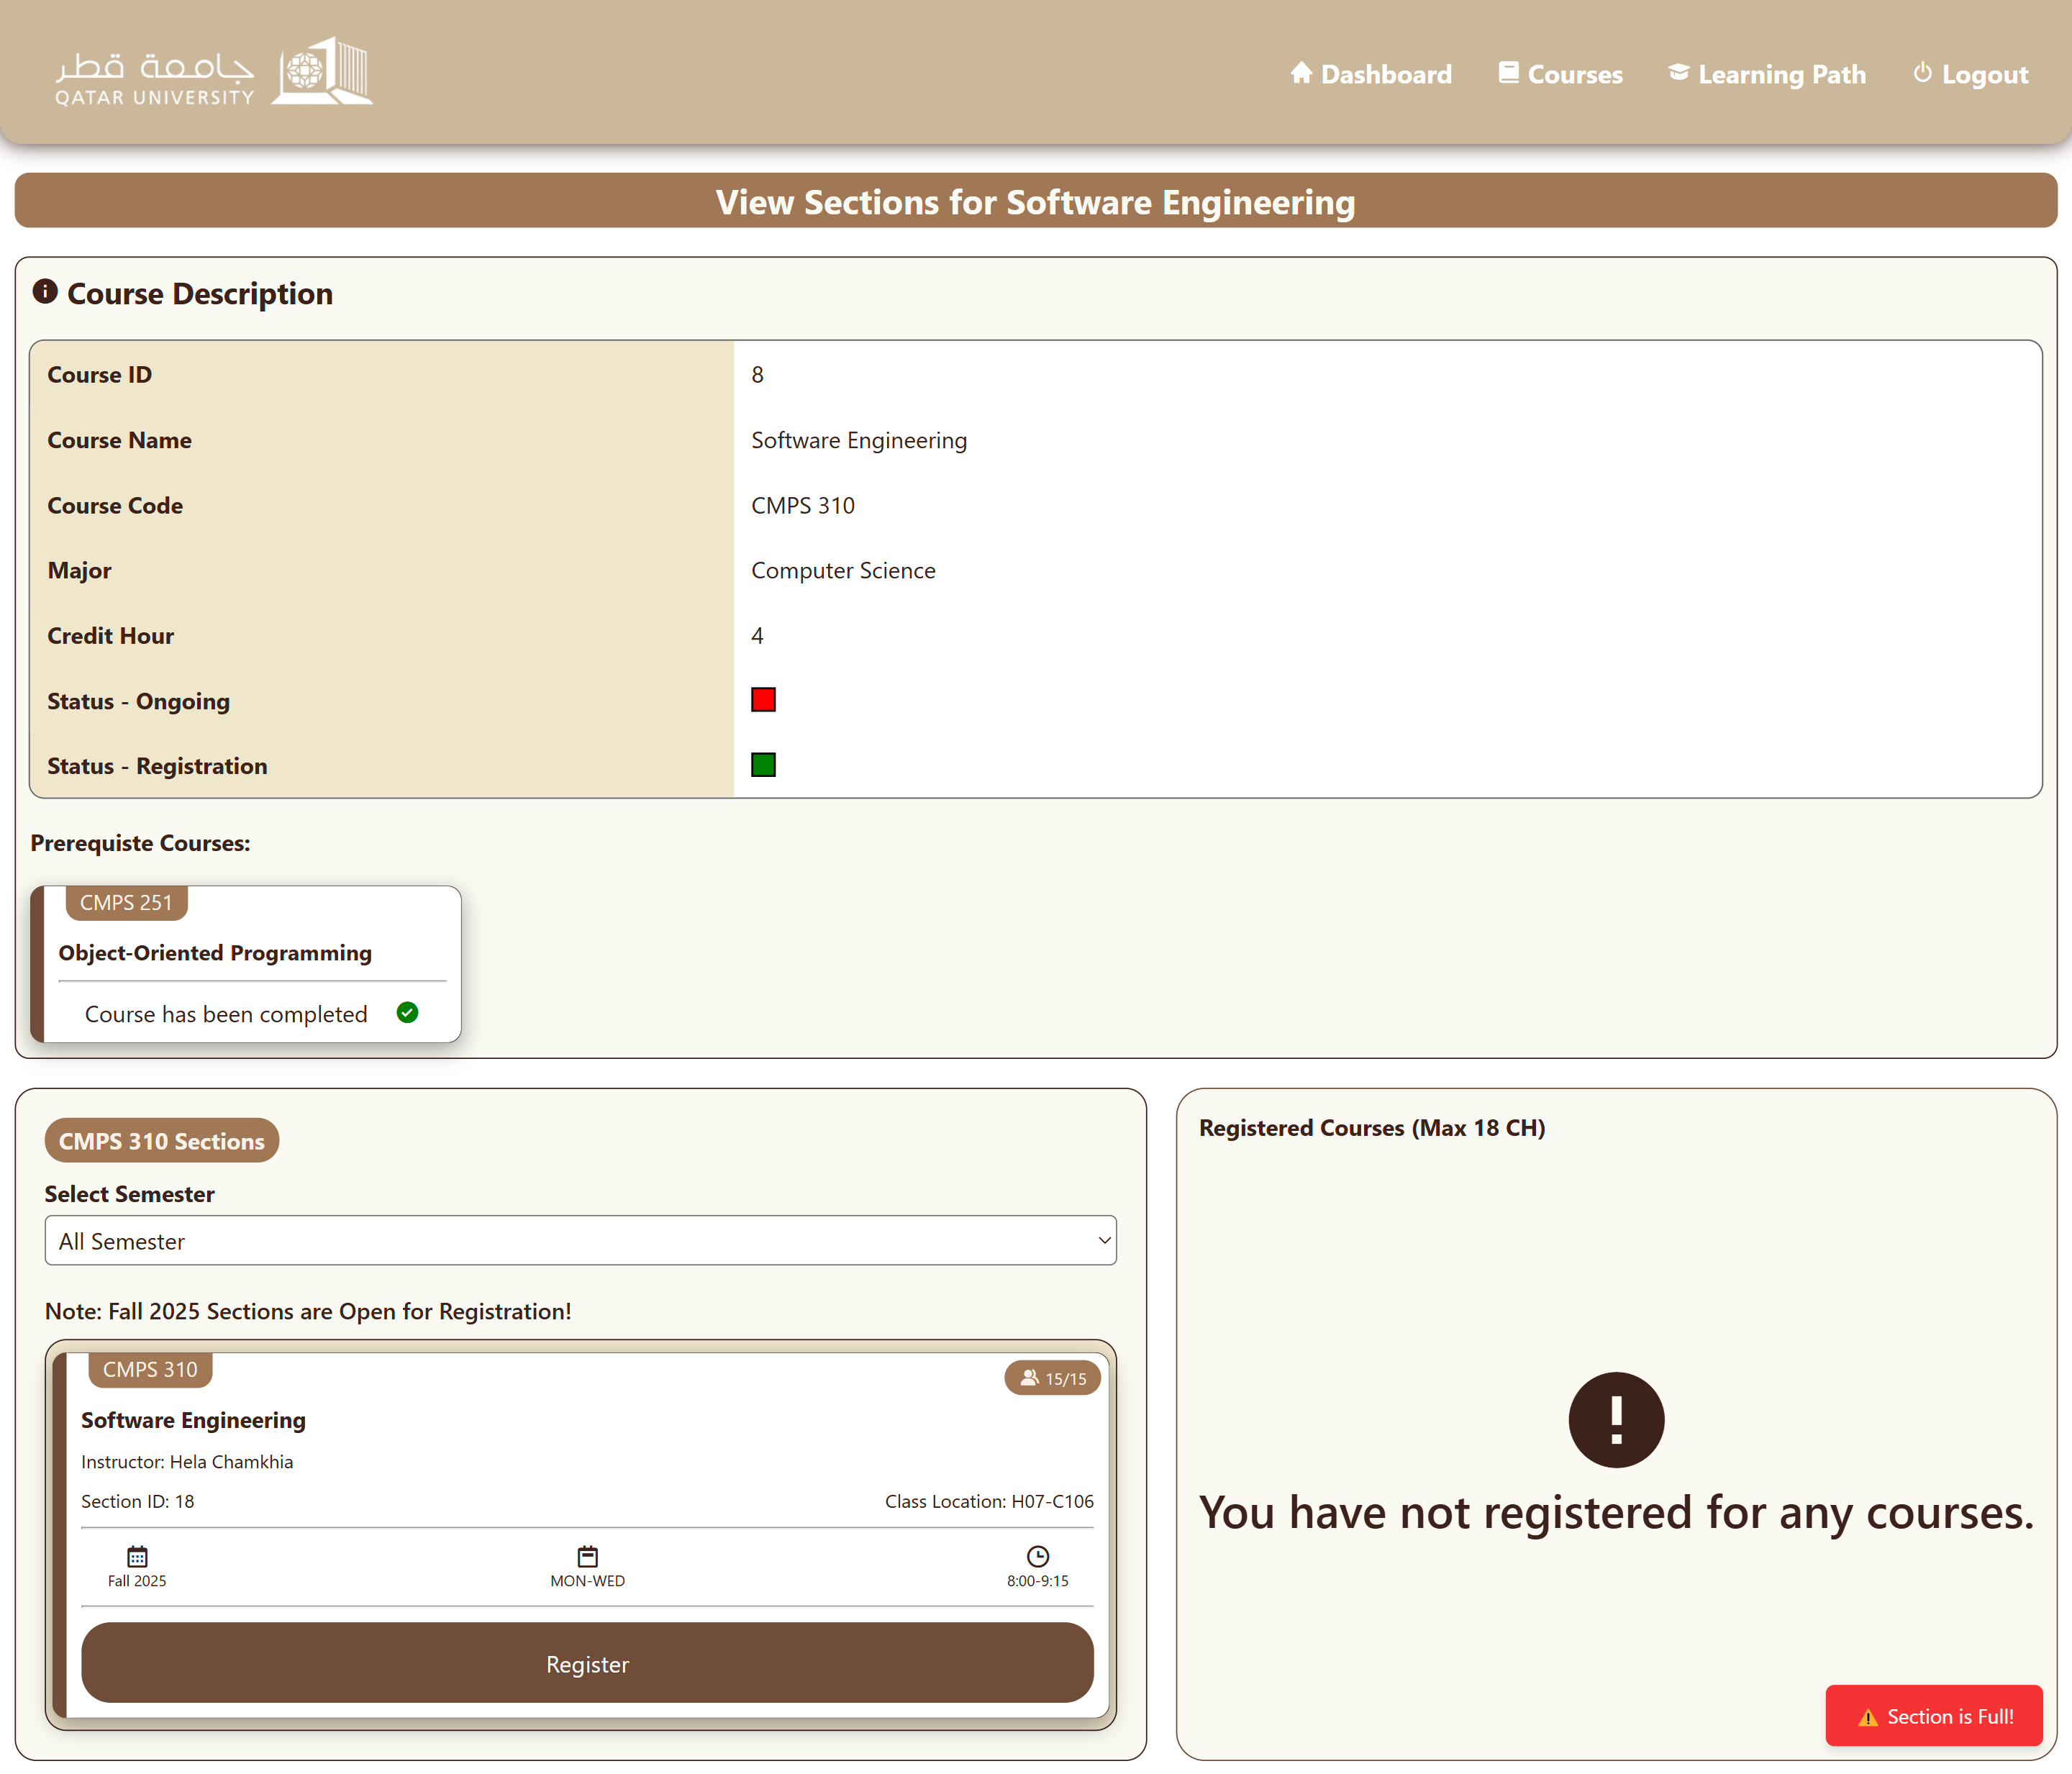 جامعة قطر
QATAR UNIVERSITY
Dashboard
Courses
Learning Path
Logout
View Sections for Software Engineering
Course Description
Course ID 8
Course Name Software Engineering
Course Code CMPS 310
Major Computer Science
Credit Hour 4
Status - Ongoing
Status - Registration
Prerequiste Courses:
CMPS 251
Object-Oriented Programming
Course has been completed
CMPS 310 Sections
Select Semester
All Semester
Note: Fall 2025 Sections are Open for Registration!
CMPS 310
15/15
Software Engineering
Instructor: Hela Chamkhia
Section ID: 18
Class Location: H07-C106
Fall 2025
MON-WED
8:00-9:15
Register
Registered Courses (Max 18 CH)
You have not registered for any courses.
Section is Full!